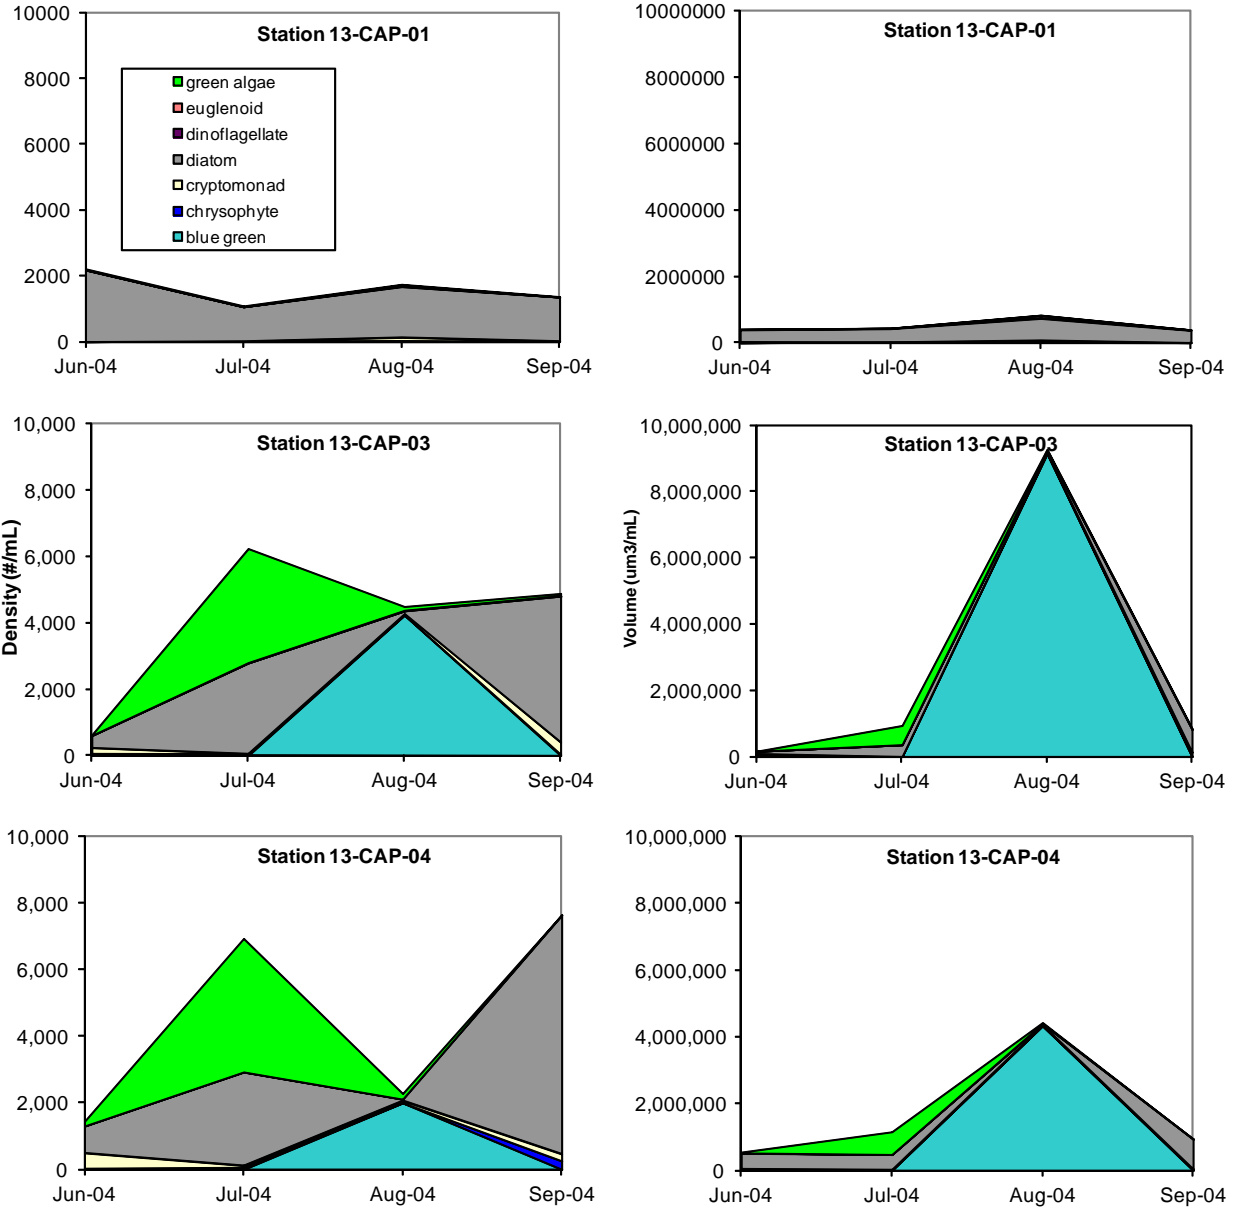 Station 13-CAP-01
10000
8000
6000
4000
2000
0
green algae
euglenoid
dinoflagellate
diatom
cryptomonad
chrysophyte
blue green
Jun-04 Jul-04 Aug-04 Sep-04
Station 13-CAP-01
10000000
8000000
6000000
4000000
2000000
0
Jun-04 Jul-04 Aug-04 Sep-04
Station 13-CAP-03
Density (#/mL)
10,000
8,000
6,000
4,000
2,000
0
Jun-04 Jul-04 Aug-04 Sep-04
Station 13-CAP-03
Volume (um3/mL)
10,000,000
8,000,000
6,000,000
4,000,000
2,000,000
0
Jun-04 Jul-04 Aug-04 Sep-04
Station 13-CAP-04
10,000
8,000
6,000
4,000
2,000
0
Jun-04 Jul-04 Aug-04 Sep-04
Station 13-CAP-04
10,000,000
8,000,000
6,000,000
4,000,000
2,000,000
0
Jun-04 Jul-04 Aug-04 Sep-04